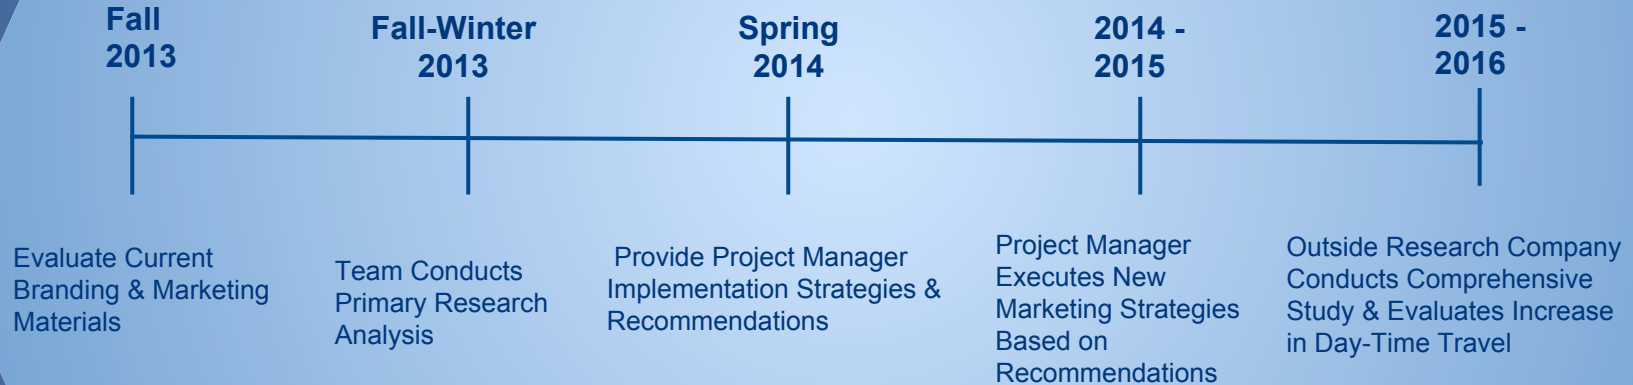 Fall
2013
Fall-Winter
2013
Spring
2014
2014 -
2015
2015 -
2016
Evaluate Current
Branding & Marketing
Materials
Team Conducts
Primary Research
Analysis
Provide Project Manager
Implementation Strategies &
Recommendations
Project Manager
Executes New
Marketing Strategies
Based on
Recommendations
Outside Research Company
Conducts Comprehensive
Study & Evaluates Increase
in Day-Time Travel